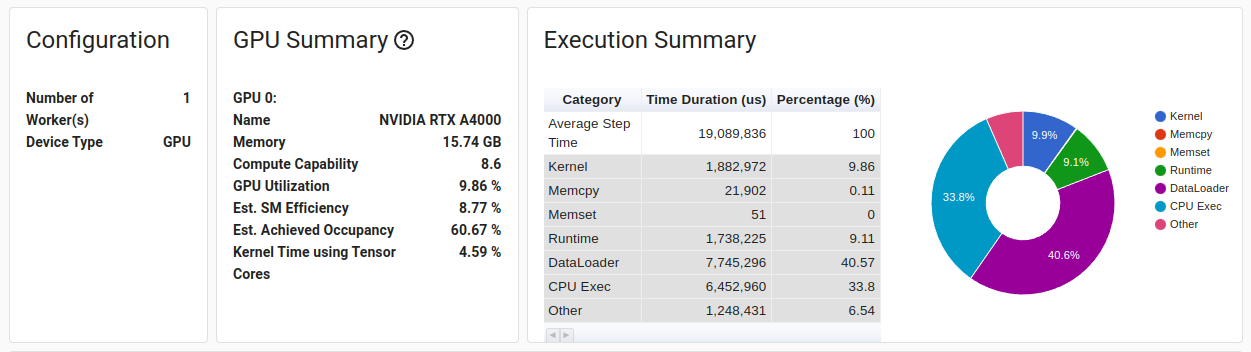 Configuration
Number of 1
Worker(s)
Device Type GPU
GPU Summary ?
GPU 0:
Name NVIDIA RTX A4000
Memory 15.74 GB
Compute Capability 8.6
GPU Utilization 9.86 %
Est. SM Efficiency 8.77 %
Est. Achieved Occupancy 60.67 %
Kernel Time using Tensor 4.59 %
Cores
Execution Summary
Category Time Duration (us) Percentage (%)
Average Step
Time 19,089,836 100
Kernel 1,882,972 9.86
Memcpy 21,902 0.11
Memset 51 0
Runtime 1,738,225 9.11
DataLoader 7,745,296 40.57
CPU Exec 6,452,960 33.8
Other 1,248,431 6.54
9.9%
9.1%
33.8%
40.6%
Kernel
Memcpy
Memset
Runtime
DataLoader
CPU Exec
Other